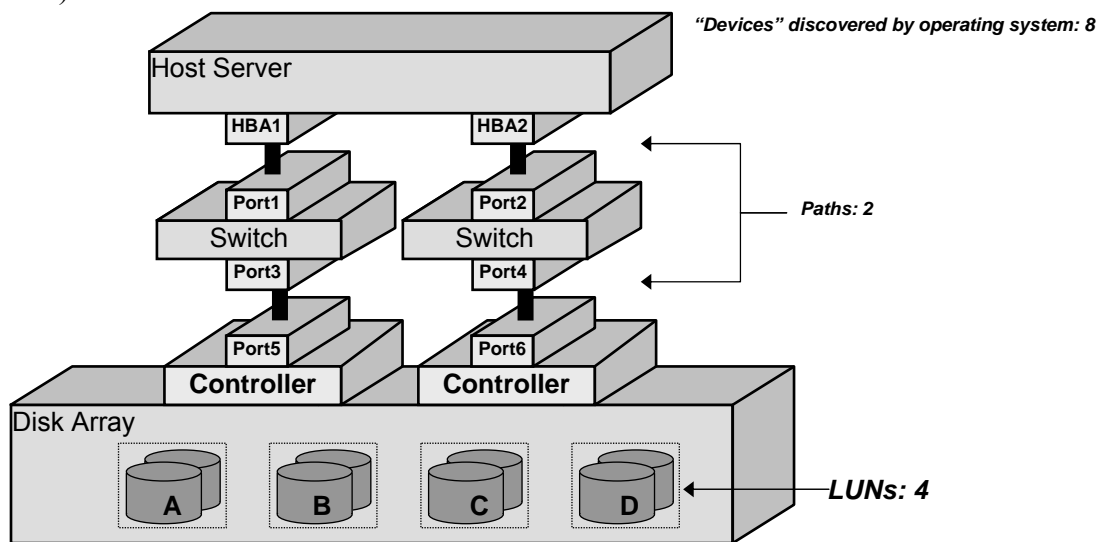 )
“Devices” discovered by operating system: 8
Host Server
HBA1 HBA2
Port1 Port2
Paths: 2
Switch Switch
Port3 Port4
Port5 Port6
Controller Controller
Disk Array
A B C D
LUNs: 4